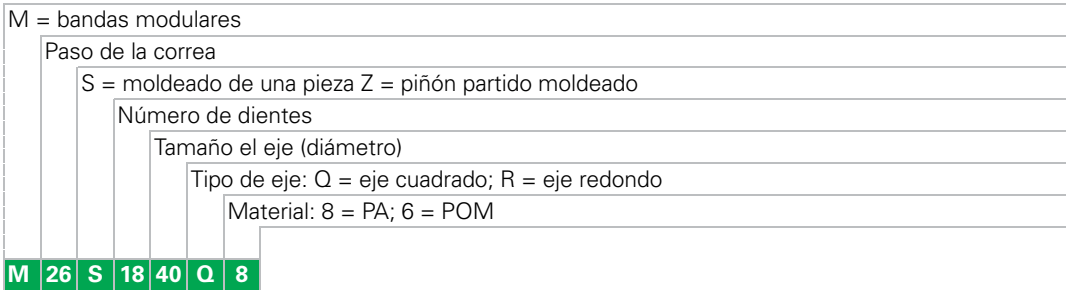 M = bandas modulares
Paso de la correa
S = moldeado de una pieza Z = piñón partido moldeado
Número de dientes
Tamaño el eje (diámetro)
Tipo de eje: Q = eje cuadrado; R = eje redondo
Material: 8 = PA; 6 = POM
M 26 S 18 40 Q 8